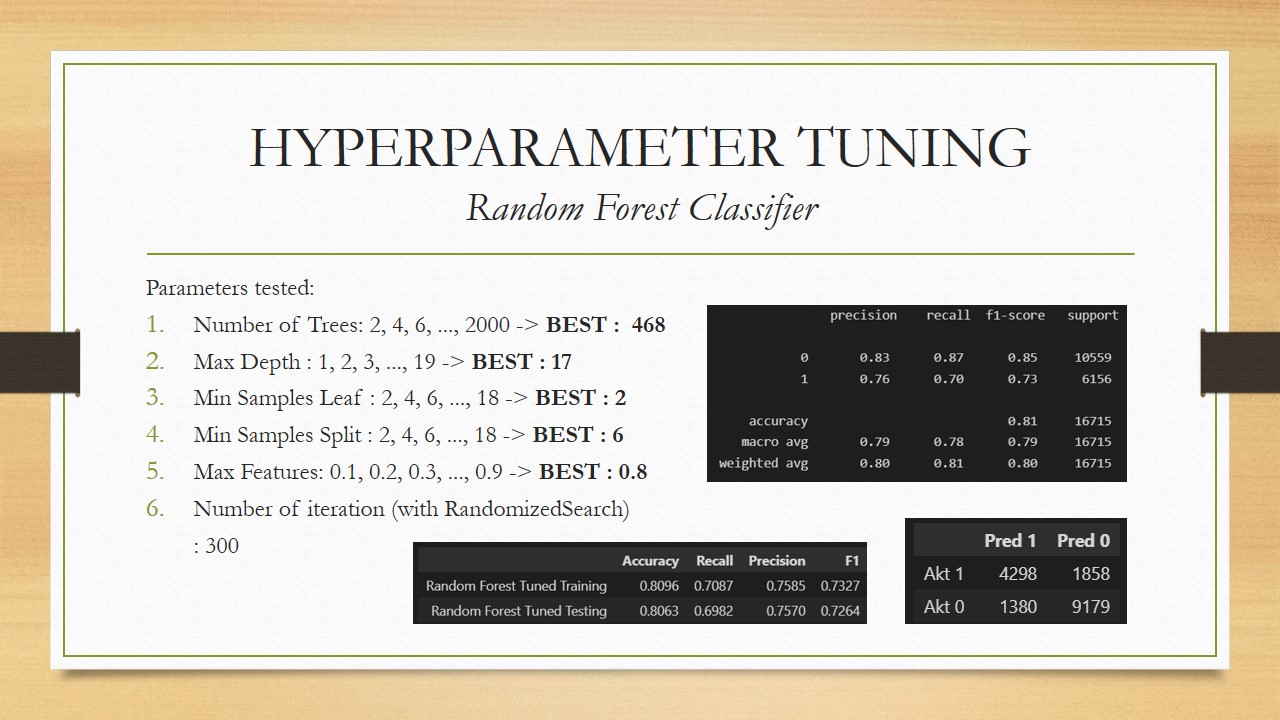 HYPERPARAMETER TUNING
Random Forest Classifier
Parameters tested:
1. Number of Trees: 2, 4, 6, ..., 2000 -> BEST : 468
2. Max Depth : 1, 2, 3, ..., 19 -> BEST : 17
3. Min Samples Leaf : 2, 4, 6, ..., 18 -> BEST : 2
4. Min Samples Split : 2, 4, 6, ..., 18 -> BEST : 6
5. Max Features: 0.1, 0.2, 0.3, ..., 0.9 -> BEST : 0.8
6. Number of iteration (with RandomizedSearch)
: 300
precision recall f1-score support
0 0.83 0.87 0.85 10559
1 0.76 0.70 0.73 6156
accuracy 0.81 16715
macro avg 0.79 0.78 0.79 16715
weighted avg 0.80 0.81 0.80 16715
Accuracy Recall Precision F1
Random Forest Tuned Training 0.8096 0.7087 0.7585 0.7327
Random Forest Tuned Testing 0.8063 0.6982 0.7570 0.7264
Pred 1 Pred 0
Akt 1 4298 1858
Akt 0 1380 9179